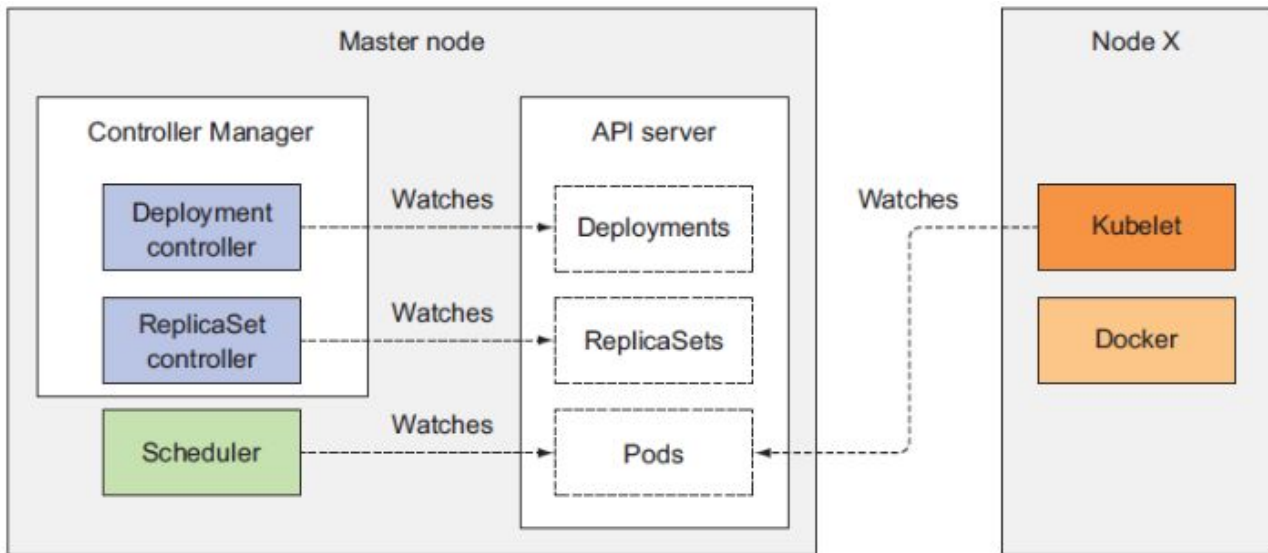 Master node
Node X
Controller Manager
API server
Deployment
controller
Watches
Deployments
Watches
Kubelet
ReplicaSet
controller
Watches
ReplicaSets
Docker
Scheduler
Watches
Pods